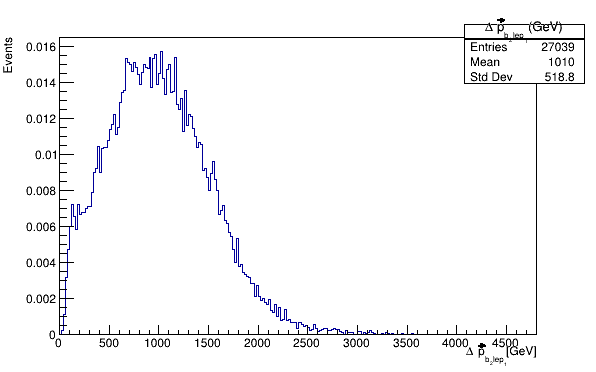 Δ p⃗ b₂lep₁ (GeV)
Entries 27039
Mean 1010
Std Dev 518.8
Events
0.016
0.014
0.012
0.01
0.008
0.006
0.004
0.002
0
0 500 1000 1500 2000 2500 3000 3500 4000 4500
Δ p⃗ b₂lep₁ [GeV]